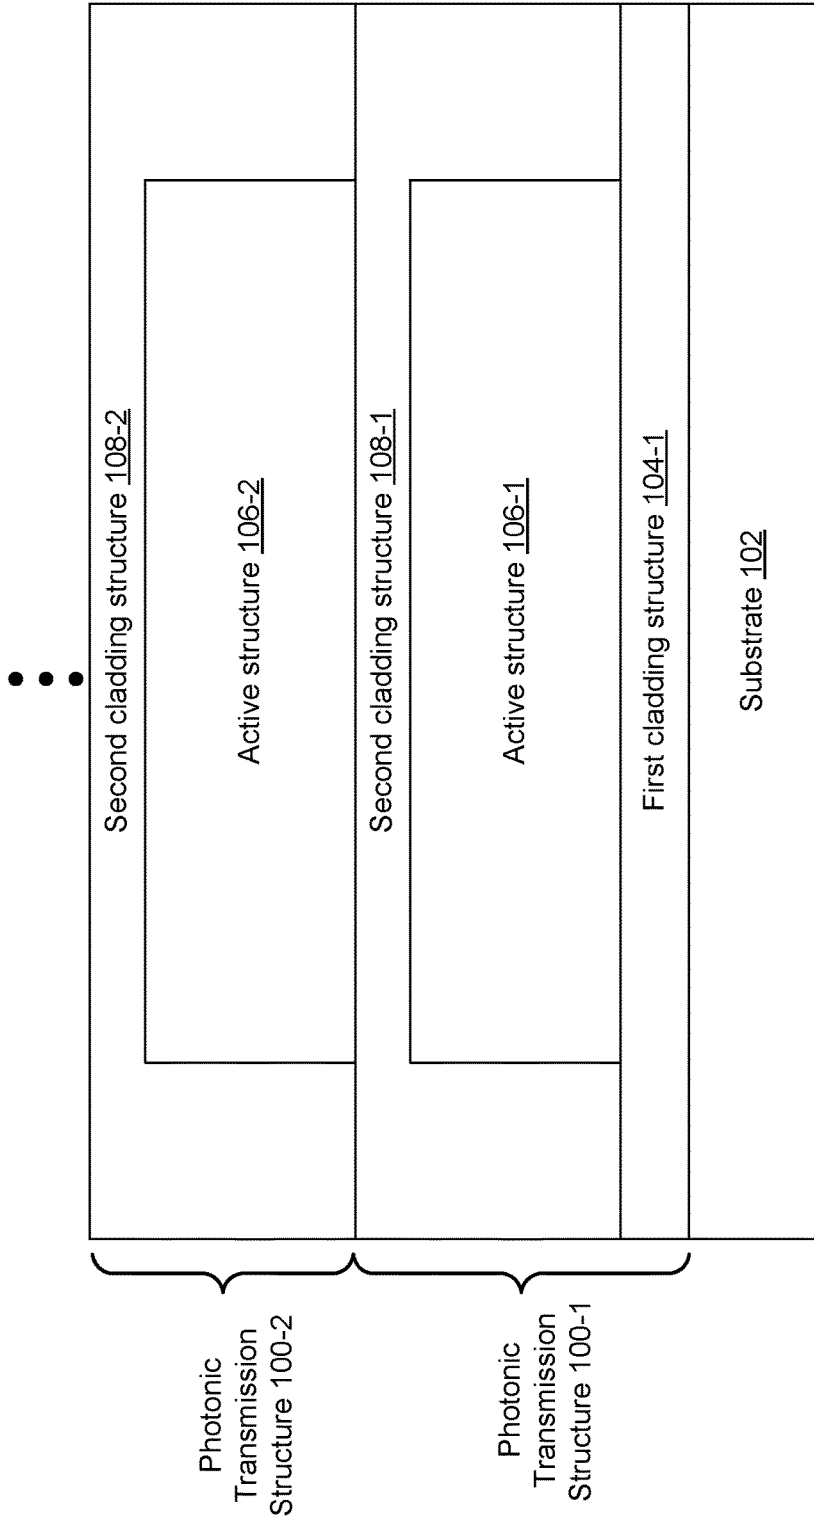 Photonic
Transmission
Structure 100-2
Second cladding structure 108-2
Active structure 106-2
Photonic
Transmission
Structure 100-1
Second cladding structure 108-1
Active structure 106-1
First cladding structure 104-1
Substrate 102